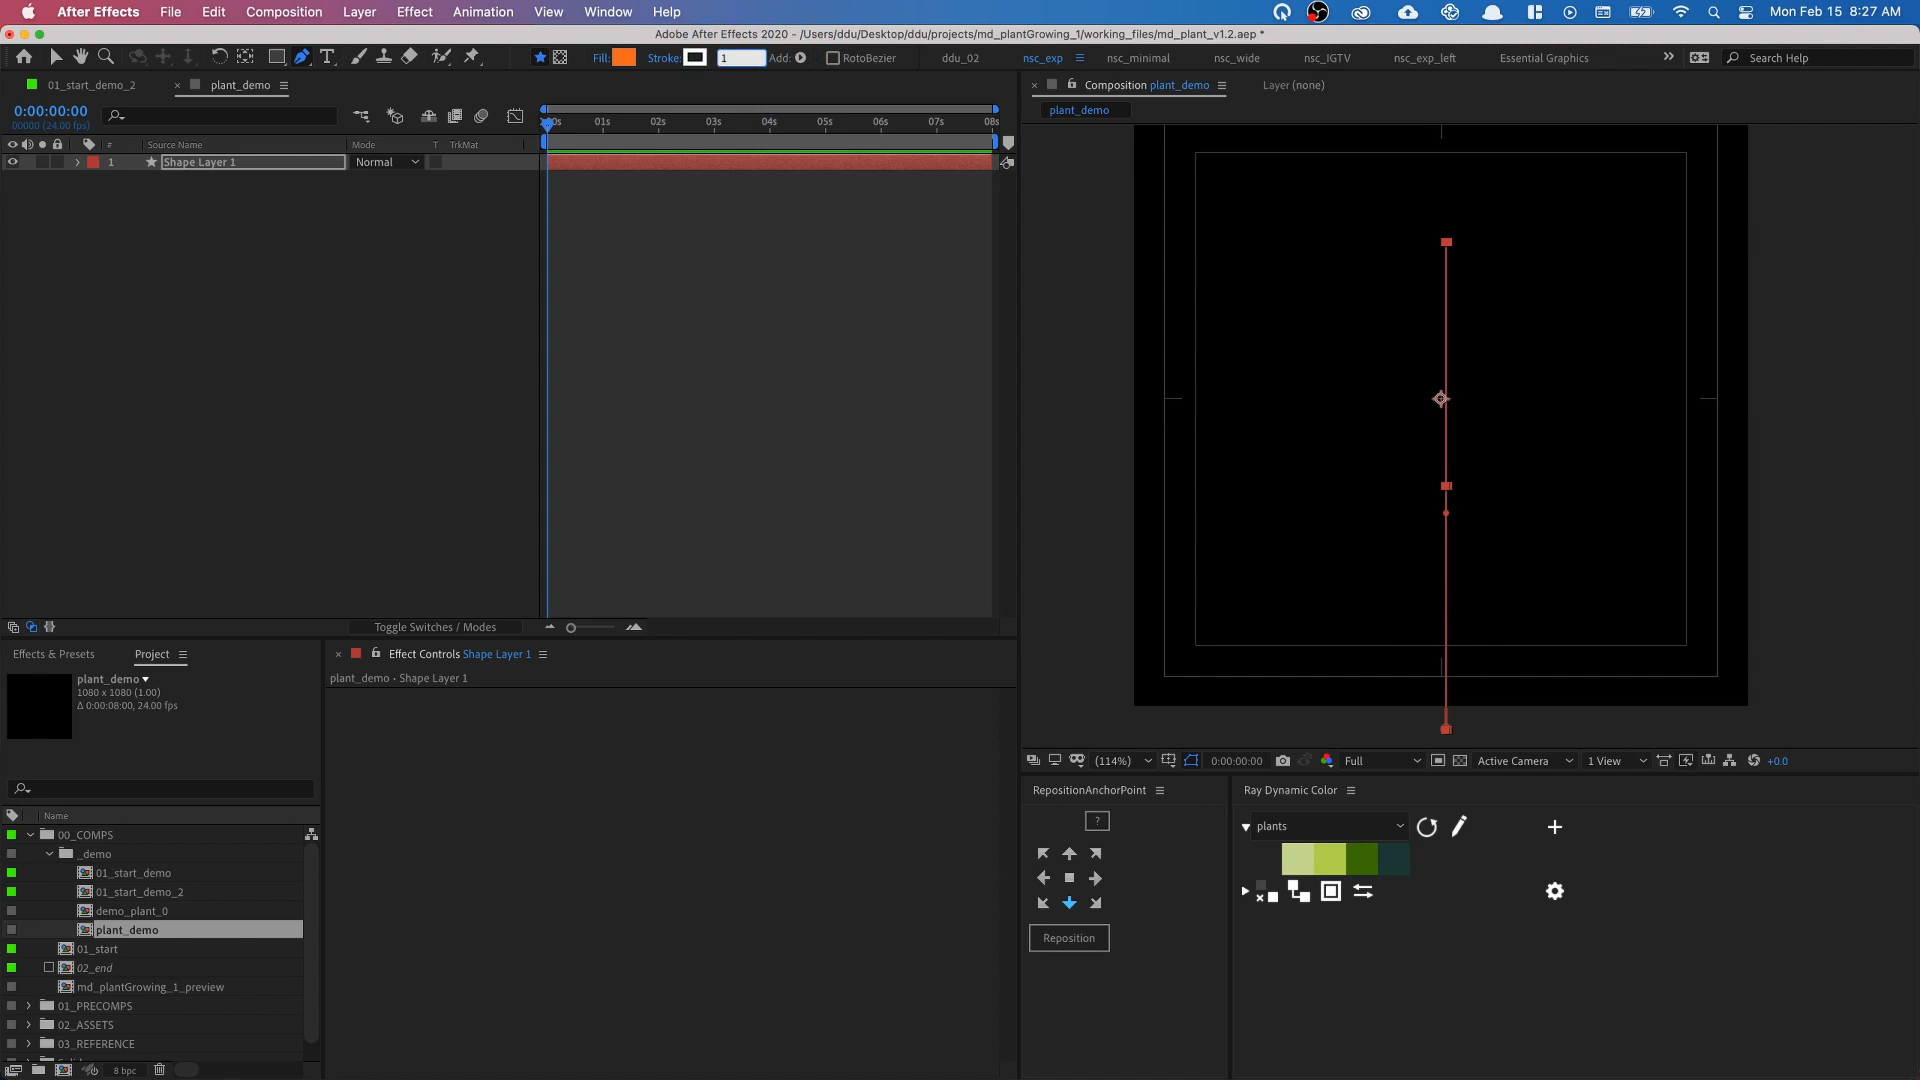 After Effects File Edit Composition Layer Effect Animation View Window Help Mon Feb 15 8:27 AM
Adobe After Effects 2020 - /Users/ddu/Desktop/ddu/projects/md_plantGrowing_1/working_files/md_plant_v1.2.aep *
Fill: Stroke: 1 Add: RotoBezier ddu_02 nsc_exp nsc_minimal nsc_wide nsc_IGTV nsc_exp_left Essential Graphics Search Help
01_start_demo_2 plant_demo
Composition plant_demo Layer (none)
plant_demo
0:00:00:00
00000 (24.00 fps)
01s 02s 03s 04s 05s 06s 07s 08s
# Source Name Mode T TrkMat
1 Shape Layer 1 Normal
Toggle Switches / Modes
Effects & Presets Project
Effect Controls Shape Layer 1
plant_demo • Shape Layer 1
plant_demo
1080 x 1080 (1.00)
Δ 0:00:08:00, 24.00 fps
Name
00_COMPS
_demo
01_start_demo
01_start_demo_2
demo_plant_0
plant_demo
01_start
02_end
md_plantGrowing_1_preview
01_PRECOMPS
02_ASSETS
03_REFERENCE
8 bpc
(114%) 0:00:00:00 Full Active Camera 1 View +0.0
RepositionAnchorPoint
?
Reposition
Ray Dynamic Color
plants